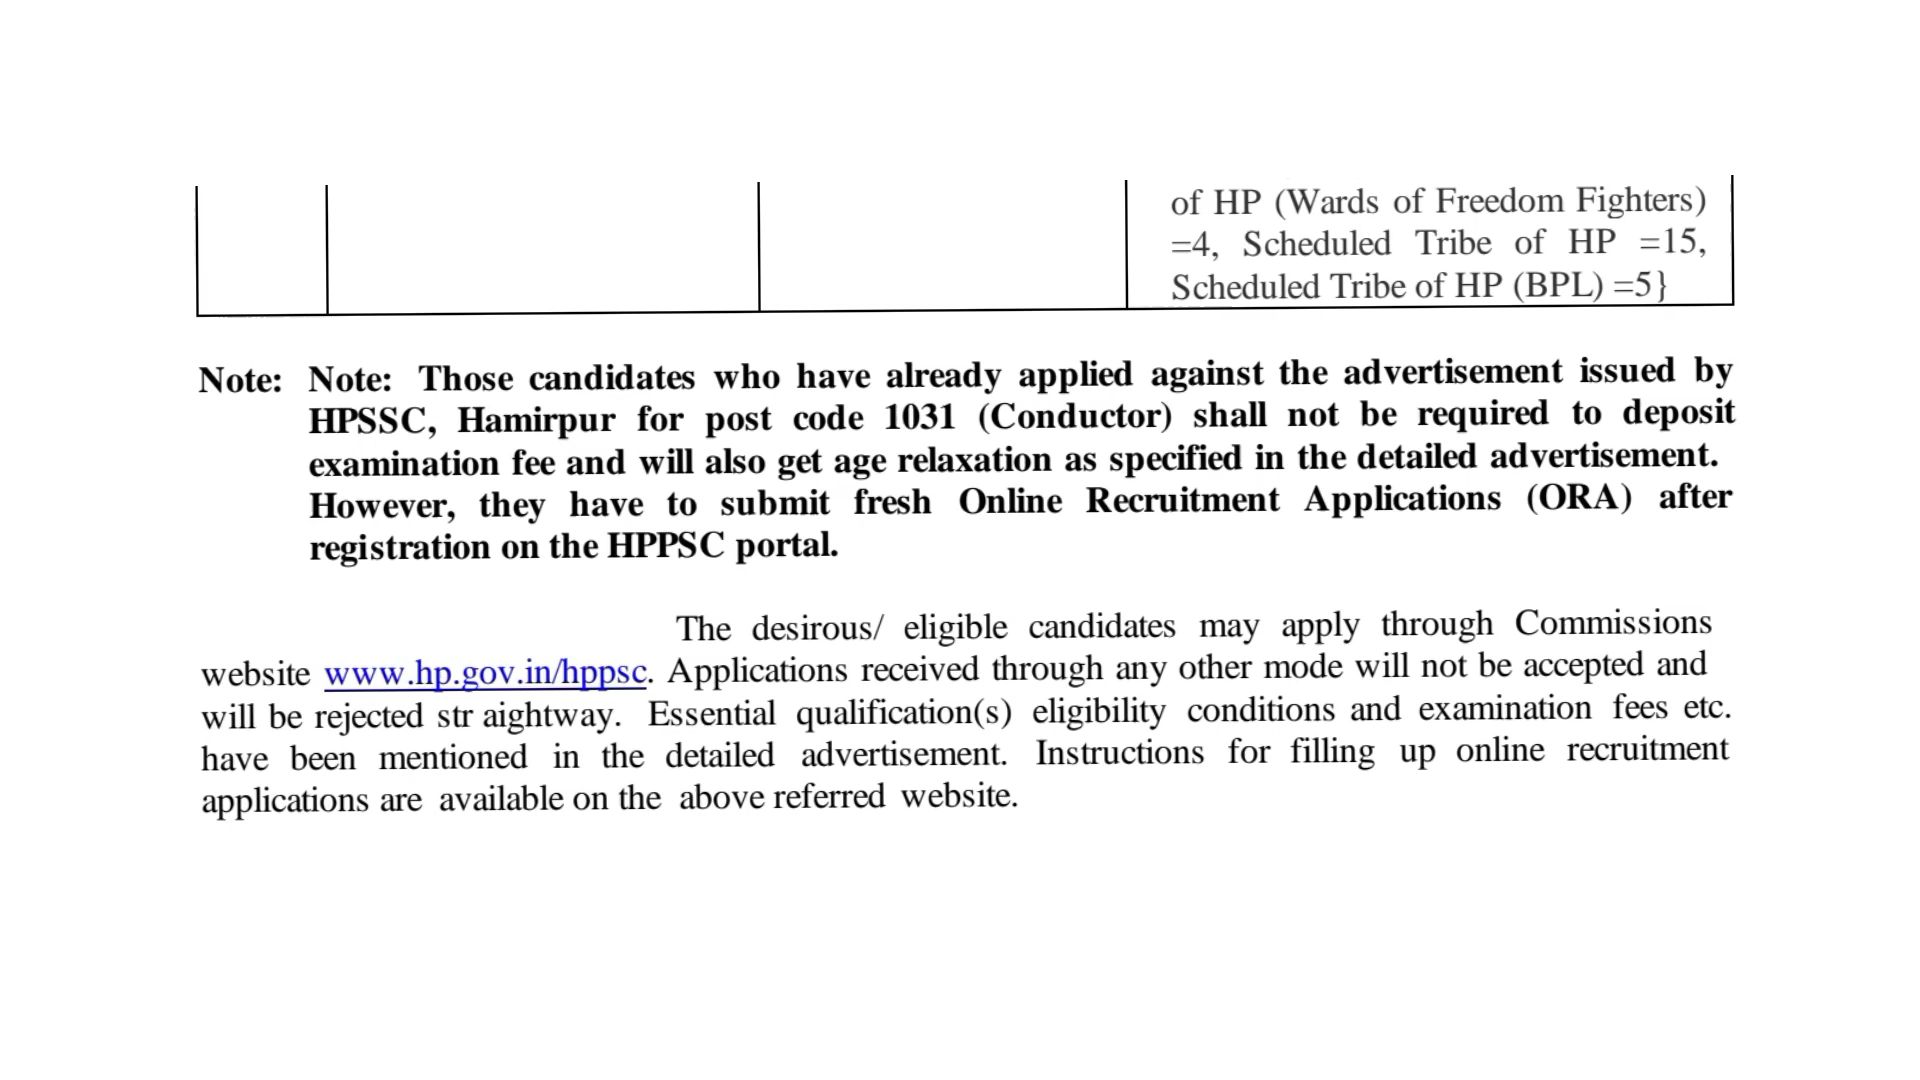 of HP (Wards of Freedom Fighters)
=4, Scheduled Tribe of HP =15,
Scheduled Tribe of HP (BPL) =5}
Note: Note: Those candidates who have already applied against the advertisement issued by
HPSSC, Hamirpur for post code 1031 (Conductor) shall not be required to deposit
examination fee and will also get age relaxation as specified in the detailed advertisement.
However, they have to submit fresh Online Recruitment Applications (ORA) after
registration on the HPPSC portal.
The desirous/ eligible candidates may apply through Commissions
website www.hp.gov.in/hppsc. Applications received through any other mode will not be accepted and
will be rejected str aightway. Essential qualification(s) eligibility conditions and examination fees etc.
have been mentioned in the detailed advertisement. Instructions for filling up online recruitment
applications are available on the above referred website.